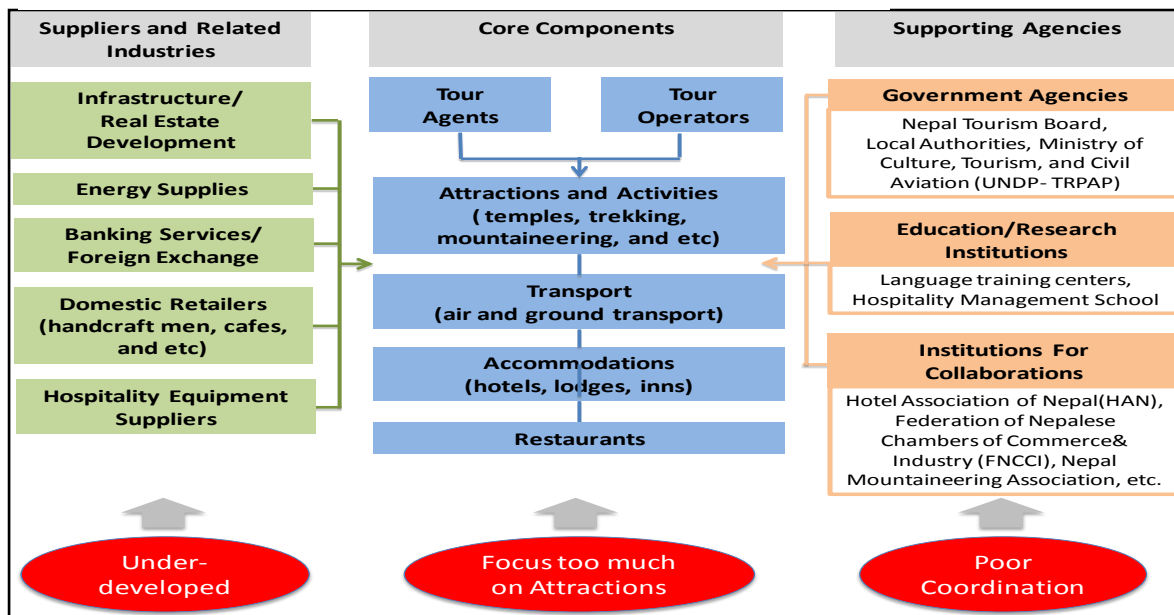 Suppliers and Related
Industries
Infrastructure/
Real Estate
Development
Energy Supplies
Banking Services/
Foreign Exchange
Domestic Retailers
(handcraft men, cafes,
and etc)
Hospitality Equipment
Suppliers
Under-
developed
Core Components
Tour
Agents
Tour
Operators
Attractions and Activities
( temples, trekking,
mountaineering, and etc)
Transport
(air and ground transport)
Accommodations
(hotels, lodges, inns)
Restaurants
Focus too much
on Attractions
Supporting Agencies
Government Agencies
Nepal Tourism Board,
Local Authorities, Ministry of
Culture, Tourism, and Civil
Aviation (UNDP- TRPAP)
Education/Research
Institutions
Language training centers,
Hospitality Management School
Institutions For
Collaborations
Hotel Association of Nepal(HAN),
Federation of Nepalese
Chambers of Commerce&
Industry (FNCCI), Nepal
Mountaineering Association, etc.
Poor
Coordination